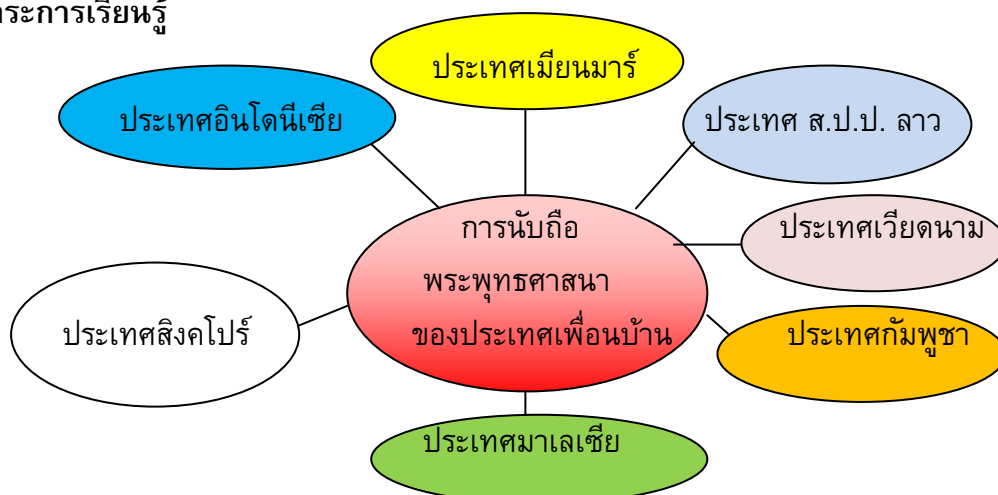 ระการเรียนรู้
ประเทศเมียนมาร์
ประเทศอินโดนีเซีย
ประเทศ ส.ป.ป. ลาว
การนับถือ
พระพุทธศาสนา
ของประเทศเพื่อนบ้าน
ประเทศเวียดนาม
ประเทศสิงคโปร์
ประเทศกัมพูชา
ประเทศมาเลเซีย